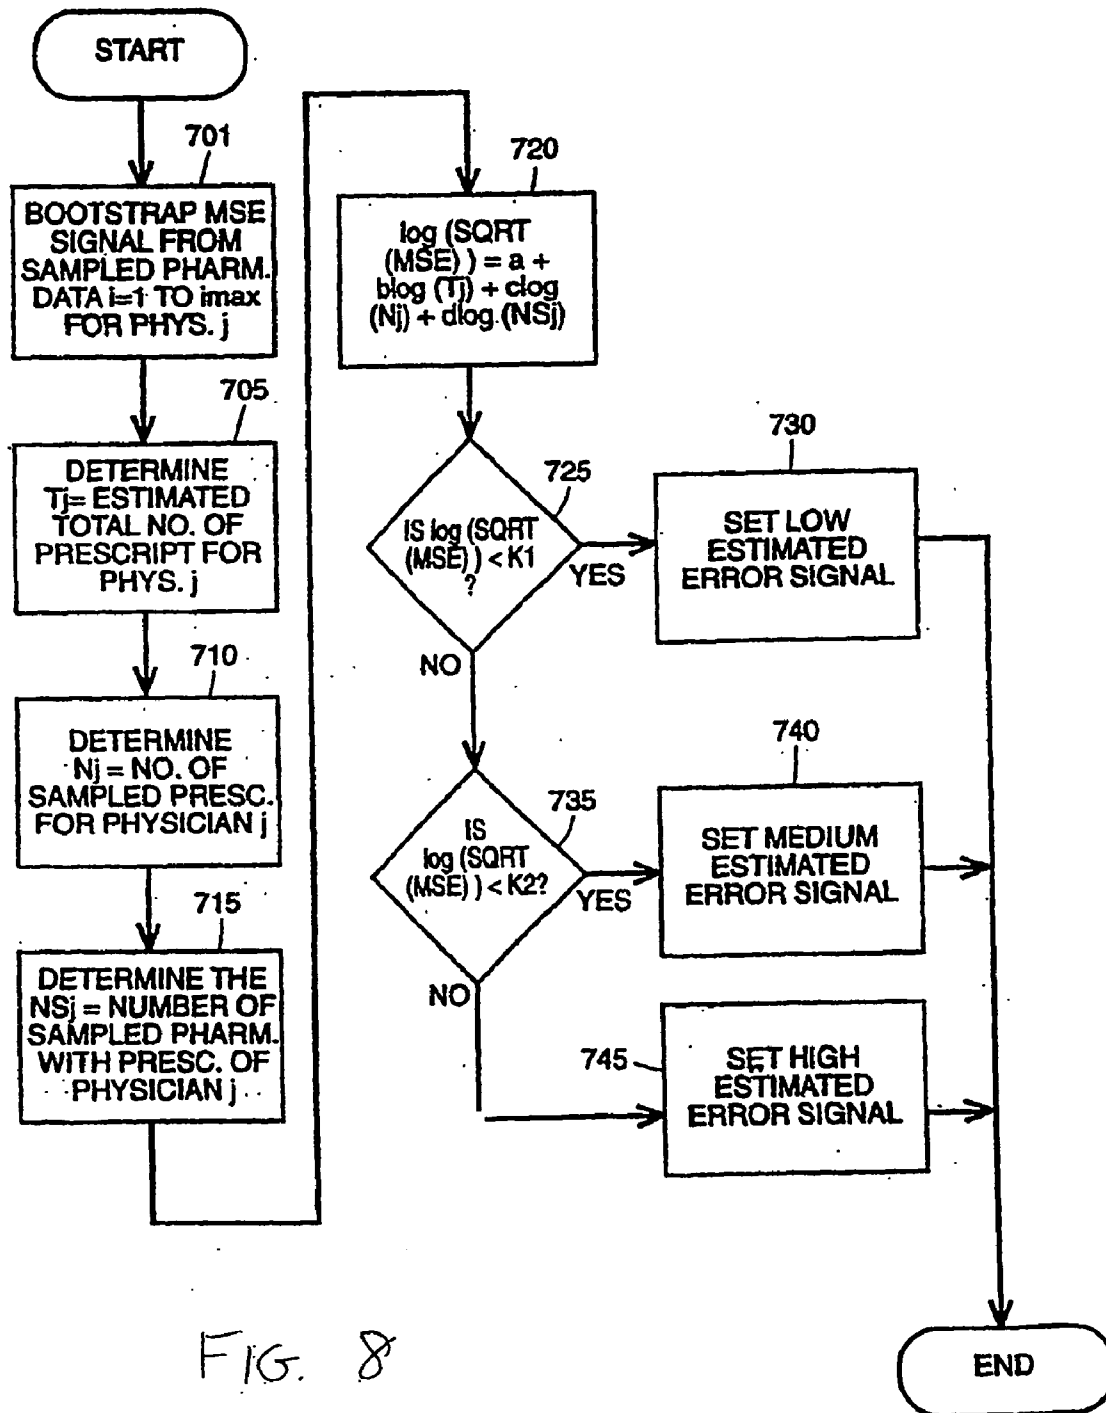 START
701
BOOTSTRAP MSE
SIGNAL FROM
SAMPLED PHARM.
DATA i=1 TO imax
FOR PHYS. j
705
DETERMINE
Tj= ESTIMATED
TOTAL NO. OF
PRESCRIPT FOR
PHYS. j
710
DETERMINE
Nj = NO. OF
SAMPLED PRESC.
FOR PHYSICIAN j
715
DETERMINE THE
NSj = NUMBER OF
SAMPLED PHARM.
WITH PRESC. OF
PHYSICIAN j
720
log (SQRT
(MSE) ) = a +
blog (Tj) + clog
(Nj) + dlog (NSj)
725
IS log (SQRT
(MSE) ) < K1
?
YES
NO
730
SET LOW
ESTIMATED
ERROR SIGNAL
735
IS
log (SQRT
(MSE) ) < K2?
YES
NO
740
SET MEDIUM
ESTIMATED
ERROR SIGNAL
745
SET HIGH
ESTIMATED
ERROR SIGNAL
END
FIG. 8